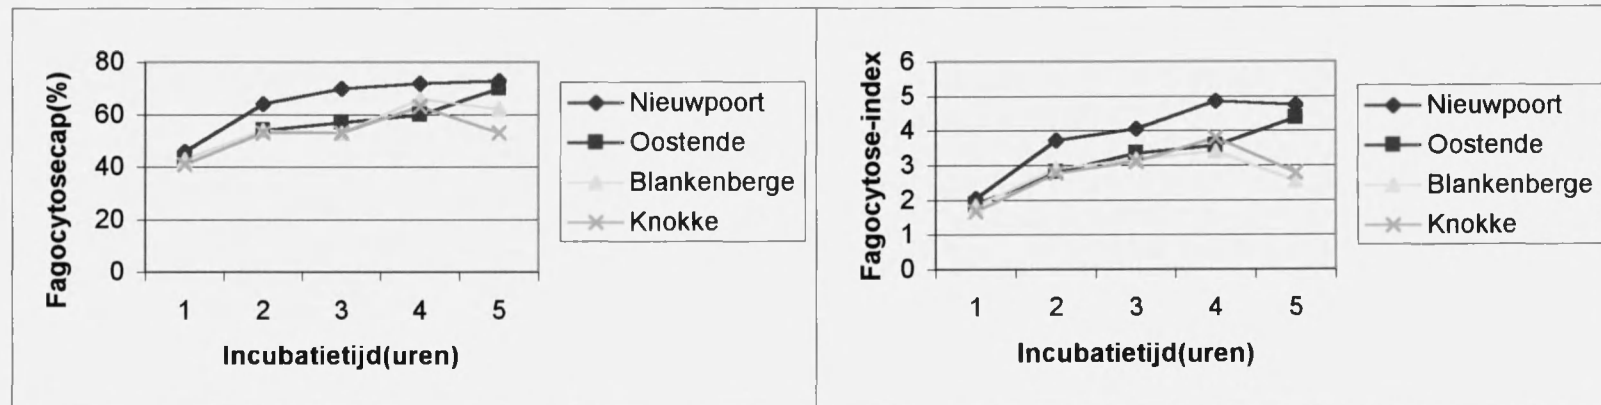 Fagocytosecap(%)
80
60
40
20
0
1 2 3 4 5
Incubatietijd(uren)
Nieuwpoort
Oostende
Blankenberge
Knokke
Fagocytose-index
6
5
4
3
2
1
0
1 2 3 4 5
Incubatietijd(uren)
Nieuwpoort
Oostende
Blankenberge
Knokke